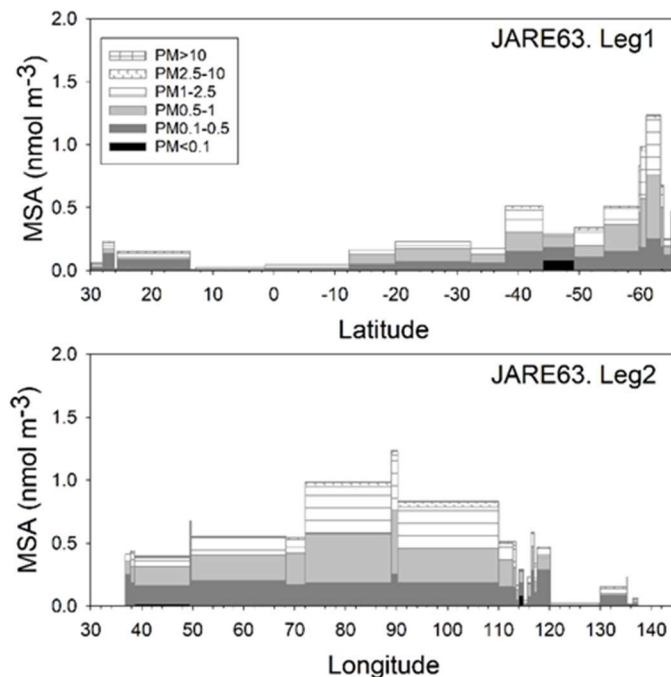 2.0
JARE63. Leg1
PM>10
PM2.5-10
PM1-2.5
PM0.5-1
PM0.1-0.5
PM<0.1
1.5
1.0
0.5
0.0
MSA (nmol m-3)
30 20 10 0 -10 -20 -30 -40 -50 -60
Latitude
2.0
JARE63. Leg2
1.5
1.0
0.5
0.0
MSA (nmol m-3)
30 40 50 60 70 80 90 100 110 120 130 140
Longitude